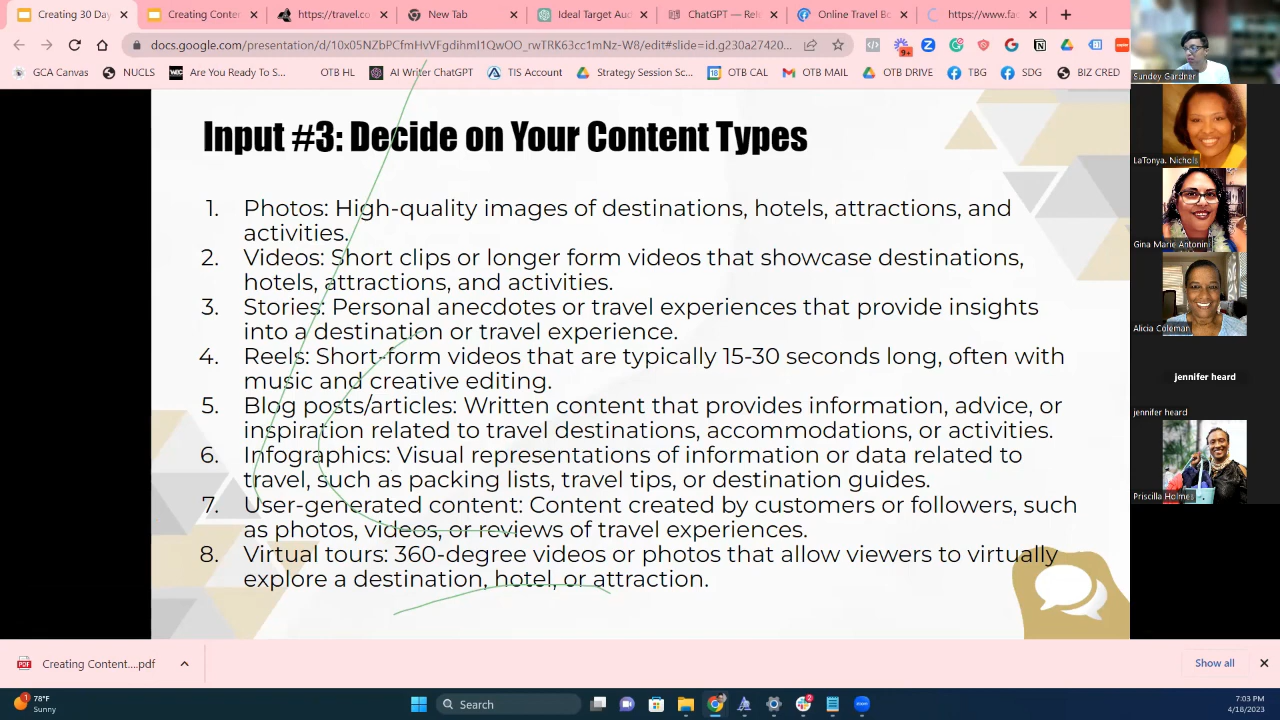 Creating 30 Day
Creating Conte
https://travel.co
New Tab
Ideal Target Aud
ChatGPT — Rel
Online Travel Bo
https://www.fac
docs.google.com/presentation/d/
/edit#slide=id.g230a27420...
9+
GCA Canvas
NUCLS
Are You Ready To S...
OTB HL
AI Writer ChatGPT
TIS Account
Strategy Session Sc...
OTB CAL
OTB MAIL
OTB DRIVE
TBG
SDG
BIZ CRED
Input #3: Decide on Your Content Types
1. Photos: High-quality images of destinations, hotels, attractions, and
activities.
2. Videos: Short clips or longer form videos that showcase destinations,
hotels, attractions, and activities.
3. Stories: Personal anecdotes or travel experiences that provide insights
into a destination or travel experience.
4. Reels: Short-form videos that are typically 15-30 seconds long, often with
music and creative editing.
5. Blog posts/articles: Written content that provides information, advice, or
inspiration related to travel destinations, accommodations, or activities.
6. Infographics: Visual representations of information or data related to
travel, such as packing lists, travel tips, or destination guides.
7. User-generated content: Content created by customers or followers, such
as photos, videos, or reviews of travel experiences.
8. Virtual tours: 360-degree videos or photos that allow viewers to virtually
explore a destination, hotel, or attraction.
Sundey Gardner
LaTonya. Nichols
Gina Marie Antonin
Alicia Coleman
jennifer heard
jennifer heard
Priscilla Holmes
PDF
Creating Content....pdf
Show all
1
78°F
Sunny
Search
2
zoom
7:03 PM
4/18/2023